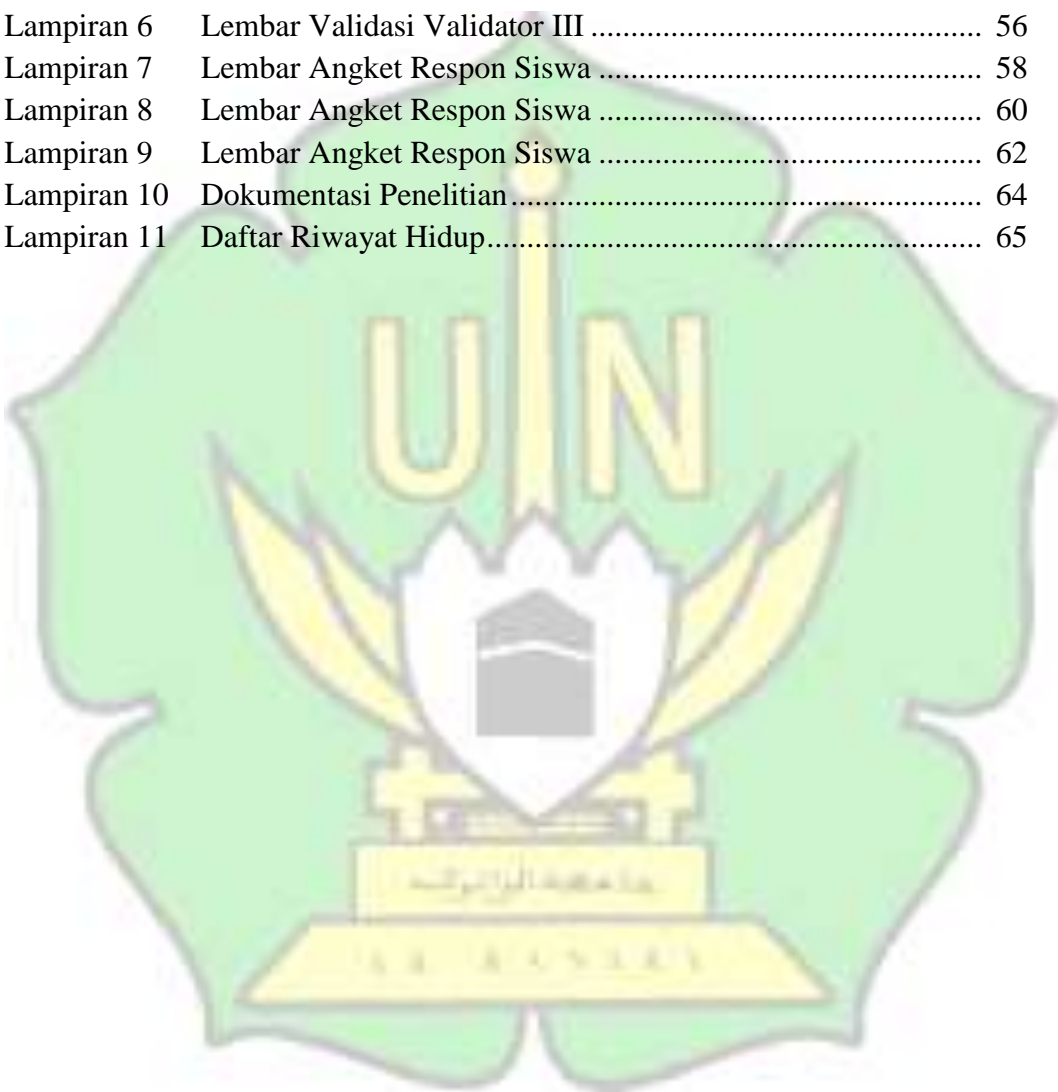 Lampiran 6 Lembar Validasi Validator III ................................................ 56
Lampiran 7 Lembar Angket Respon Siswa ............................................... 58
Lampiran 8 Lembar Angket Respon Siswa ............................................... 60
Lampiran 9 Lembar Angket Respon Siswa ............................................... 62
Lampiran 10 Dokumentasi Penelitian .......................................................... 64
Lampiran 11 Daftar Riwayat Hidup ............................................................. 65
UIN